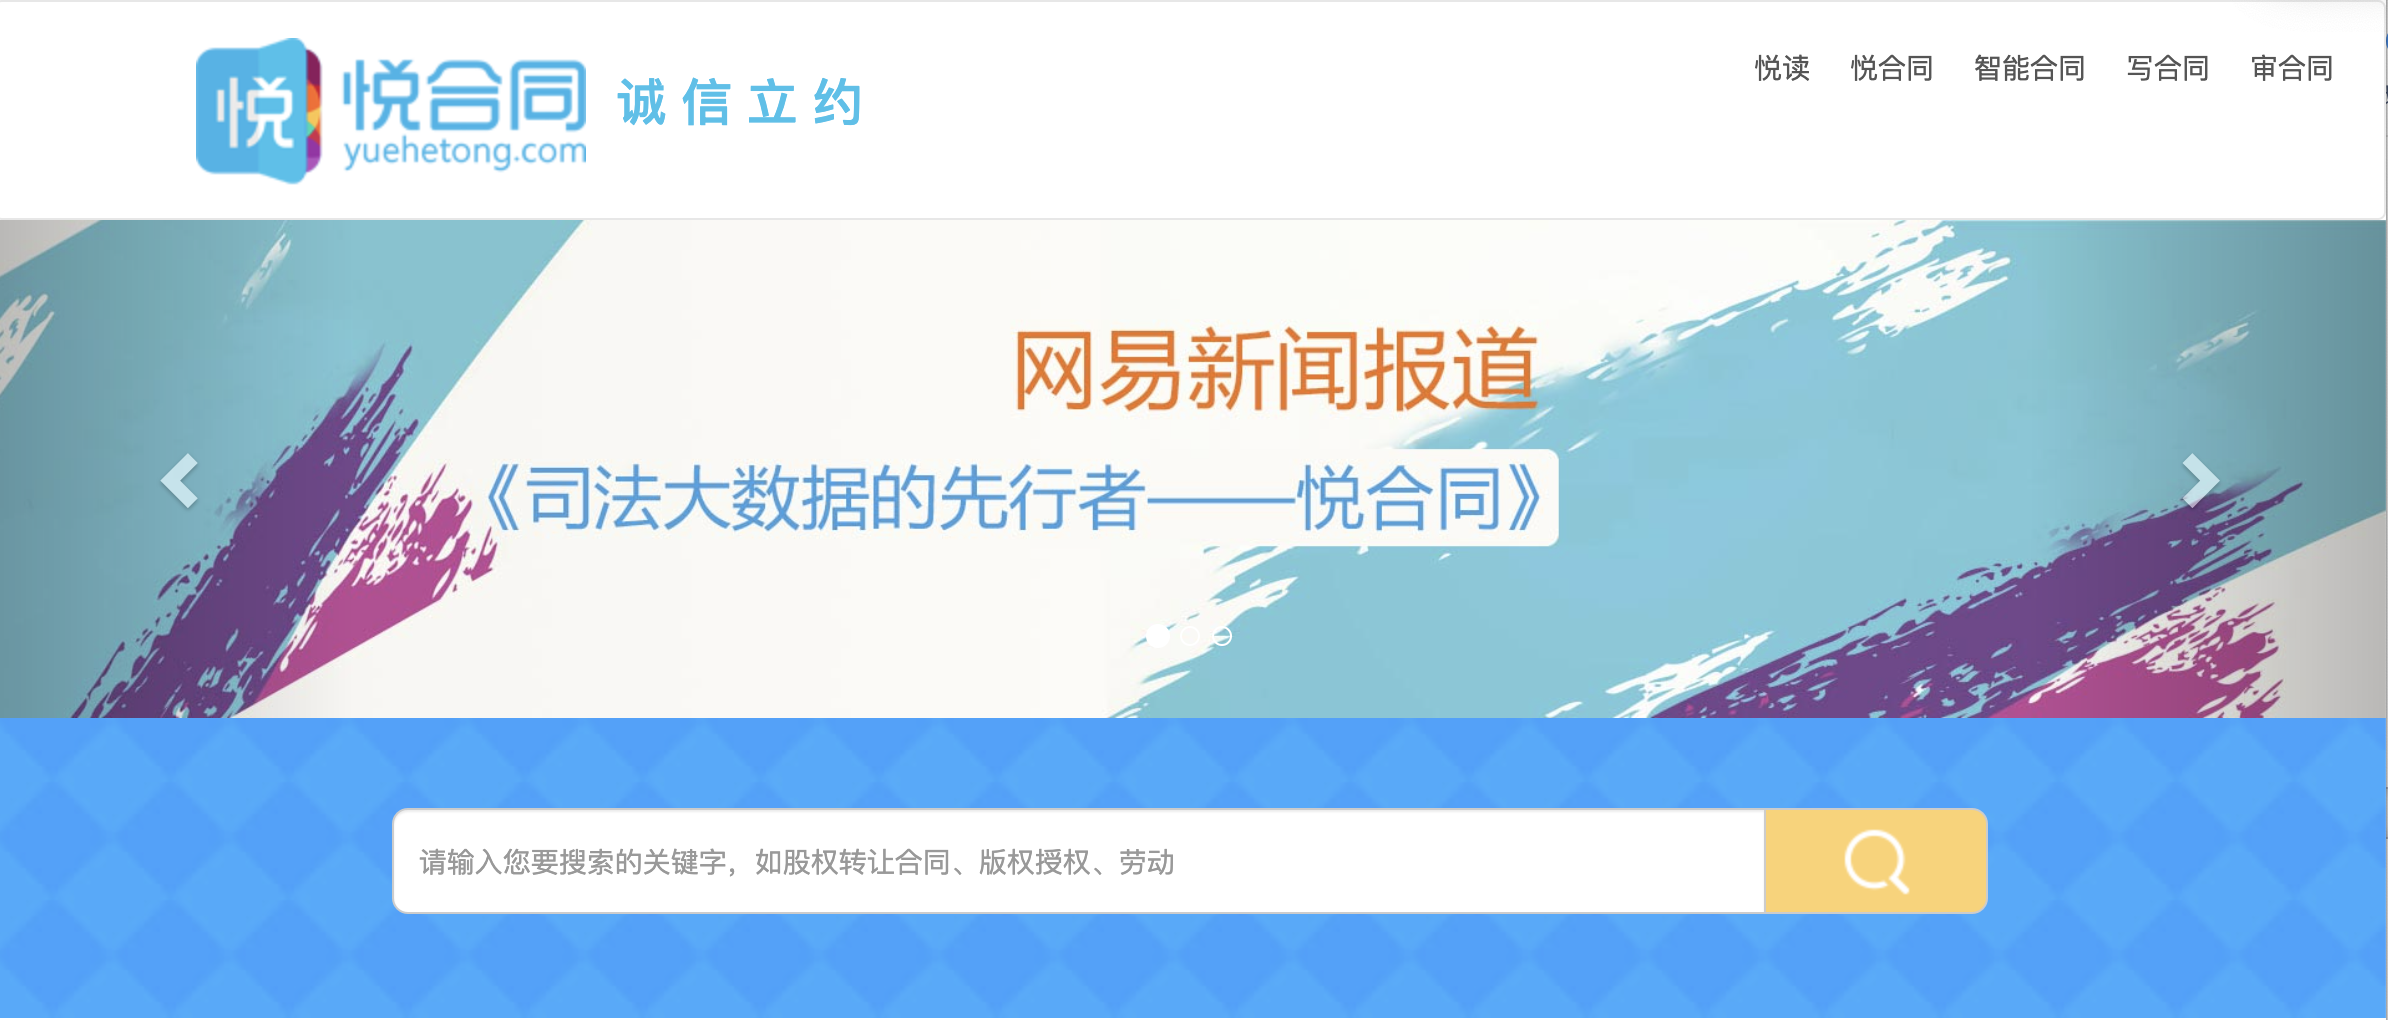 悦 悦合同 诚信立约
yuehetong.com
悦读 悦合同 智能合同 写合同 审合同
网易新闻报道
《司法大数据的先行者——悦合同》
请输入您要搜索的关键字，如股权转让合同、版权授权、劳动